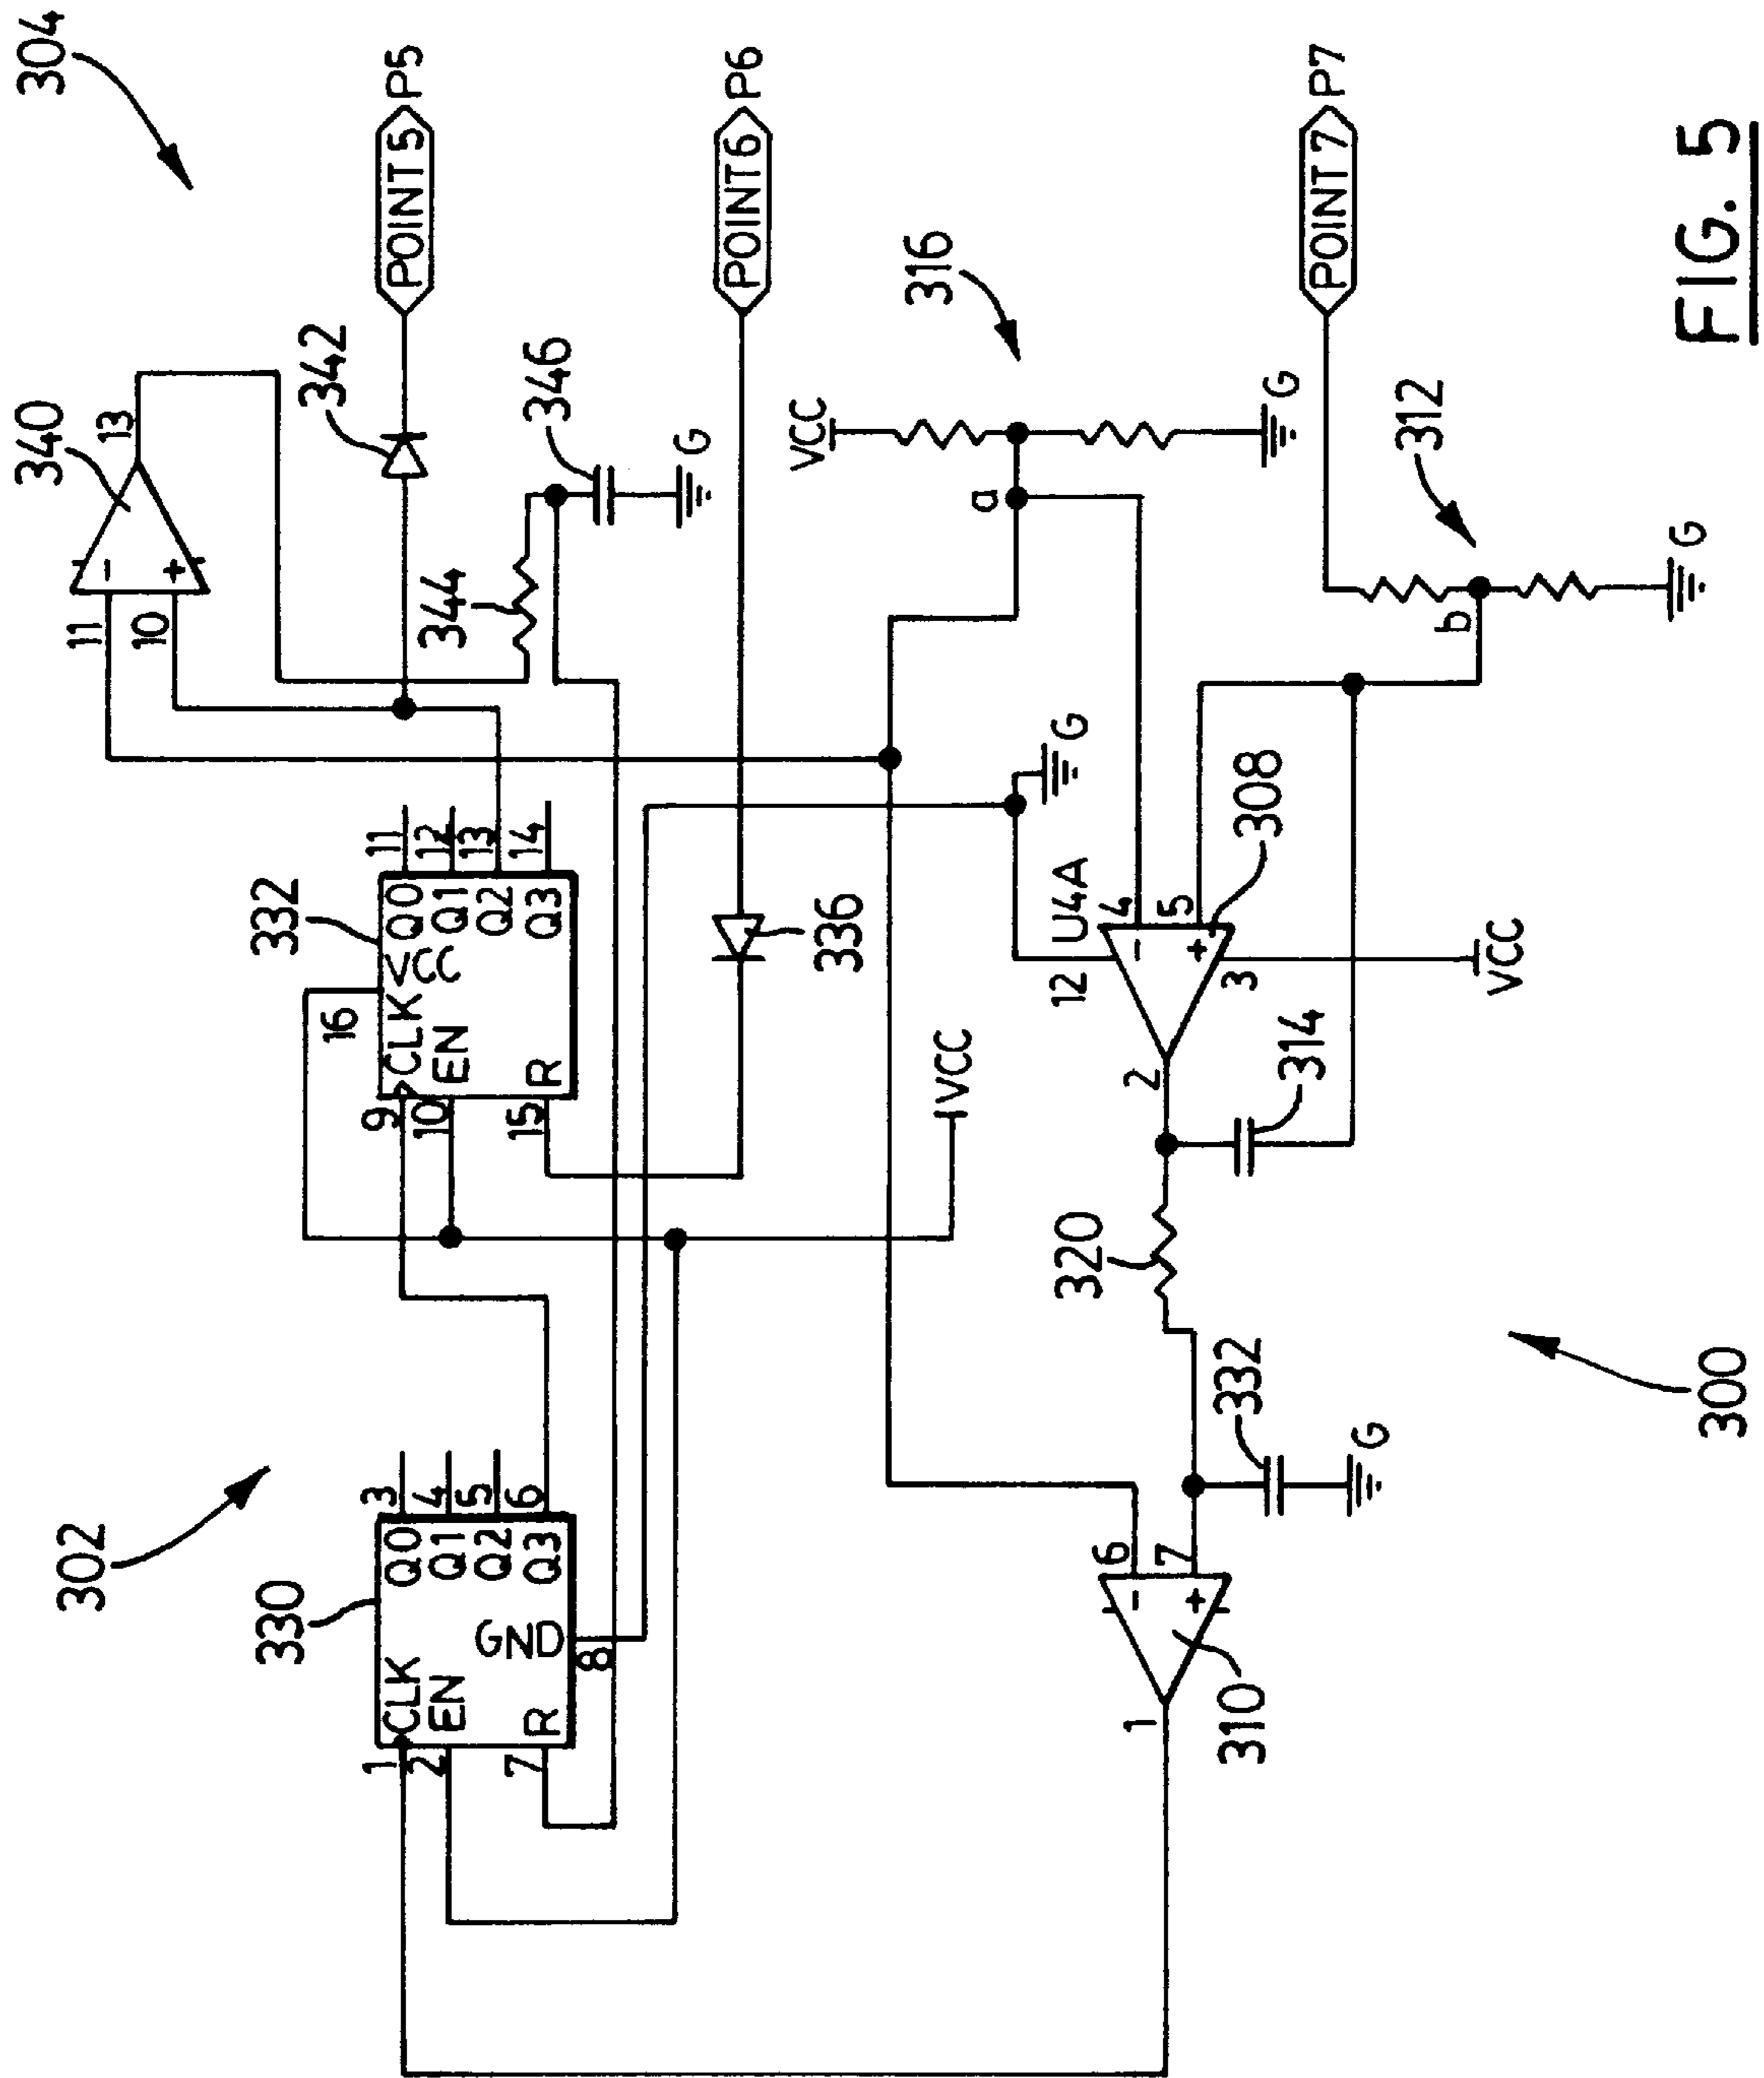 304
340
13
-
+
11
10
342
POINT 5
P5
344
346
G
POINT 6
P6
302
330
CLK
EN
R
GND
Q0
Q1
Q2
Q3
1
2
7
8
3
4
5
6
332
16
CLK
EN
R
VCC
Q0
Q1
Q2
Q3
9
10
15
11
12
13
14
336
VCC
G
316
VCC
a
G
POINT 7
P7
312
b
G
U4A
12
4
5
-
+
3
2
308
VCC
314
320
332
G
6
7
-
+
1
310
300
FIG. 5